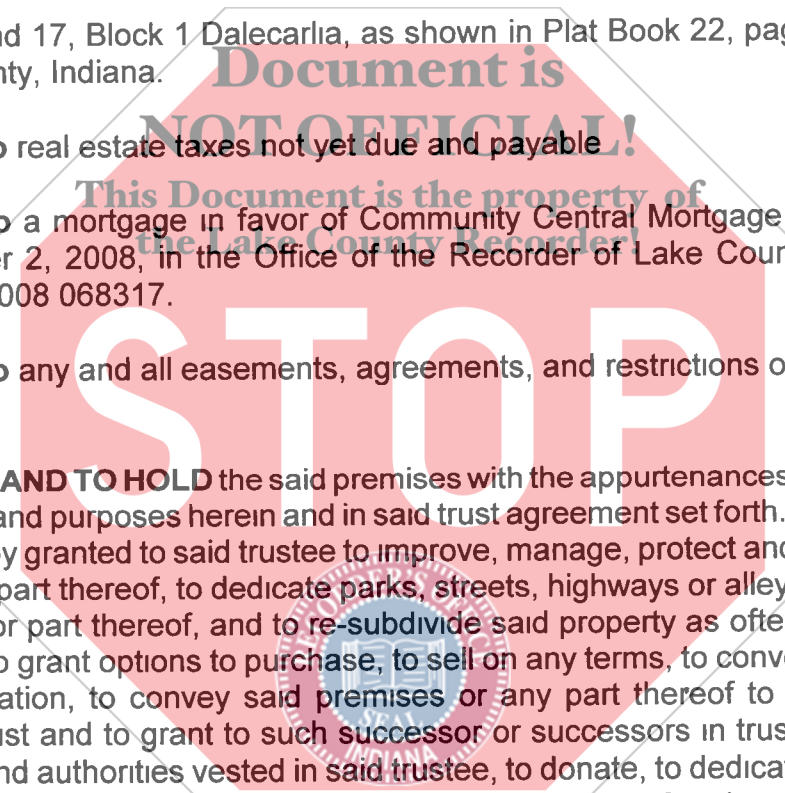 nd 17, Block 1 Dalecarlia, as shown in Plat Book 22, pag
nty, Indiana.
Document is
NOT OFFICIAL!
o real estate taxes not yet due and payable
This Document is the property of
the Lake County Recorder!
o a mortgage in favor of Community Central Mortgage
r 2, 2008, in the Office of the Recorder of Lake Coun
008 068317.
STOP
o any and all easements, agreements, and restrictions o
AND TO HOLD the said premises with the appurtenances
and purposes herein and in said trust agreement set forth.
y granted to said trustee to improve, manage, protect and
part thereof, to dedicate parks, streets, highways or alley
or part thereof, and to re-subdivide said property as ofte
o grant options to purchase, to sell on any terms, to conve
ation, to convey said premises or any part thereof to
ust and to grant to such successor or successors in trus
nd authorities vested in said trustee, to donate, to dedicat
RECORDER'S OFFICE
SEAL
INDIANA